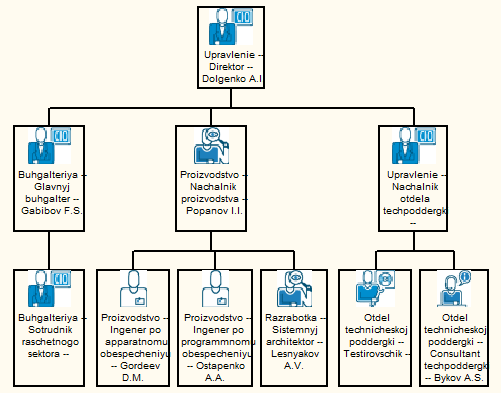 Upravlenie --
Direktor --
Dolgenko A.I
Buhgalteriya --
Glavnyj
buhgalter --
Gabibov F.S.
Proizvodstvo --
Nachalnik
proizvodstva --
Popanov I.I.
Upravlenie --
Nachalnik
otdela
techpoddergki
--
Buhgalteriya --
Sotrudnik
raschetnogo
sektora --
Proizvodstvo --
Ingener po
apparatnomu
obespecheniyu
-- Gordeev
D.M.
Proizvodstvo --
Ingener po
programmnomu
obespecheniyu
-- Ostapenko
A.A.
Razrabotka --
Sistemnyj
architektor --
Lesnyakov
A.V.
Otdel
technicheskoj
poddergki --
Testirovschik --
Otdel
technicheskoj
poddergki --
Consultant
techpoddergk
-- Bykov A.S.